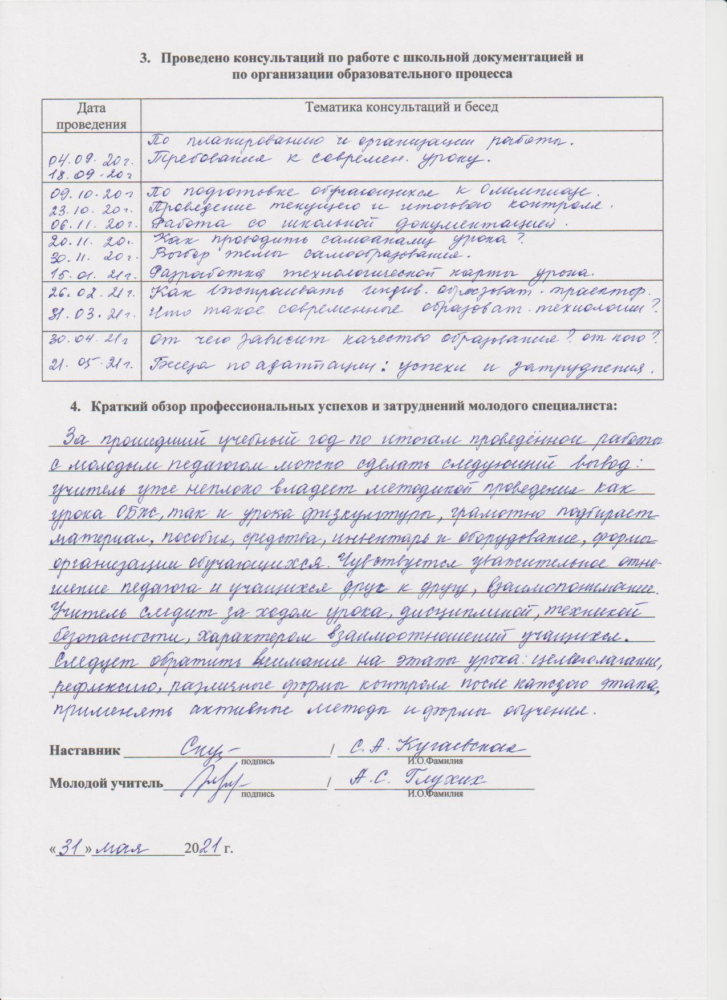 3. Проведено консультаций по работе с школьной документацией и
по организации образовательного процесса
Дата проведения
Тематика консультаций и бесед
По планированию и организации работы.
04.09.20г. Требования к современ. уроку.
18.09.20г
09.10.20г По подготовке обучающихся к олимпиаде.
23.10.20г. Проведение текущего и итогового контроля.
06.11.20г. Работа со школьной документацией.
20.11.20г. Как проводить самоанализ урока?
30.11.20г. Выбор темы самообразования.
15.01.21г. Разработка технологической карты урока.
26.02.21г. Как выстраивать индив. образоват. траектор.
31.03.21г. Что такое современные образоват. технологии?
30.04.21г От чего зависит качество образования? от кого?
21.05.21г. Беседа по адаптации: успехи и затруднения.
4. Краткий обзор профессиональных успехов и затруднений молодого специалиста:
За прошедший учебный год по итогам проведённой работы
с молодым педагогом можно сделать следующий вывод:
учитель уже неплохо владеет методикой проведения как
урока ОБЖ, так и урока физкультуры, грамотно подбирает
материал, пособия, средства, инвентарь и оборудование, формы
организации обучающихся. Чувствуется уважительное отно-
шение педагога и учащихся друг к другу, взаимопонимание.
Учитель следит за ходом урока, дисциплиной, техникой
безопасности, характером взаимоотношений учащихся.
Следует обратить внимание на этапы урока: целеполагание,
рефлексию, различные формы контроля после каждого этапа,
применять активные методы и формы обучения.
Наставник / С.А. Кугаевская
подпись И.О.Фамилия
Молодой учитель / А.С. Глухих
подпись И.О.Фамилия
«31» мая 2021 г.